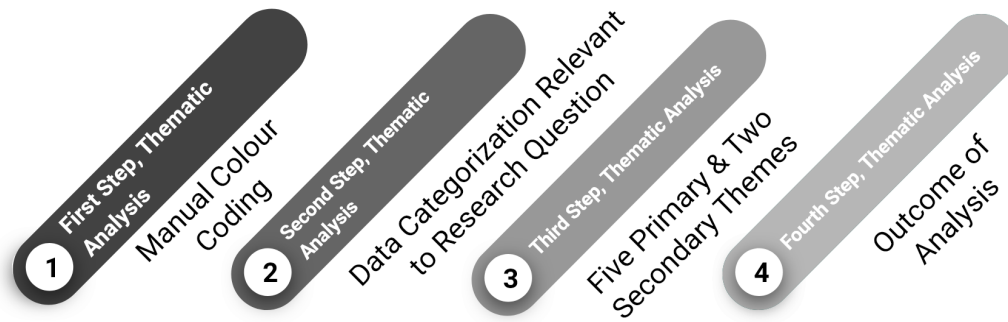 1
First Step, Thematic
Analysis
Manual Colour
Coding
2
Second Step, Thematic
Analysis
Data Categorization Relevant
to Research Question
3
Third Step, Thematic Analysis
Five Primary & Two
Secondary Themes
4
Fourth Step, Thematic Analysis
Outcome of
Analysis